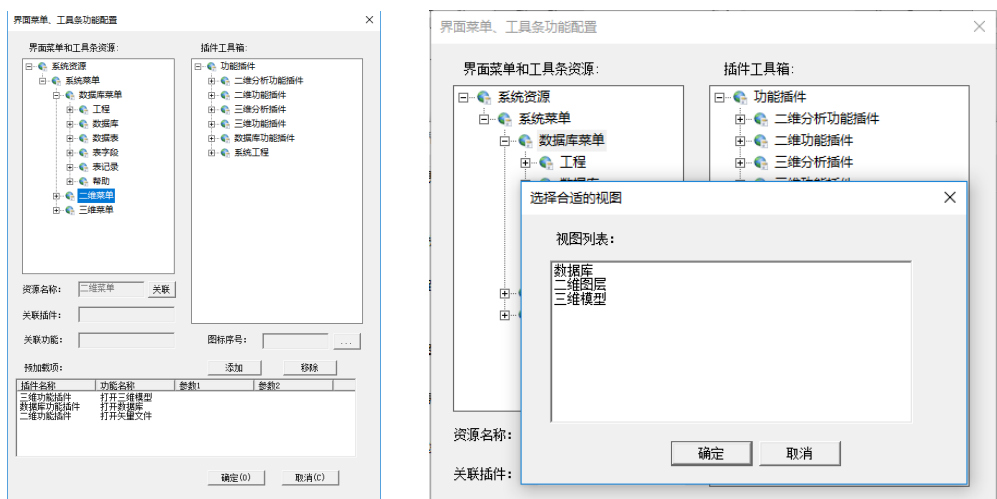 界面菜单、工具条功能配置
界面菜单和工具条资源:
插件工具箱:
系统资源
系统菜单
数据库菜单
工程
数据库
数据表
表字段
表记录
帮助
二维菜单
三维菜单
功能插件
二维分析功能插件
二维功能插件
三维分析插件
三维功能插件
数据库功能插件
系统工程
资源名称: 二维菜单 关联
关联插件:
关联功能:
图标序号: ...
预加载项:
添加 移除
插件名称 功能名称 参数1 参数2
三维功能插件 打开三维模型
数据库功能插件 打开数据库
二维功能插件 打开矢量文件
确定(O) 取消(C)
界面菜单、工具条功能配置
界面菜单和工具条资源:
插件工具箱:
系统资源
系统菜单
数据库菜单
工程
功能插件
二维分析功能插件
二维功能插件
三维分析插件
选择合适的视图
视图列表:
数据库
二维图层
三维模型
确定 取消
资源名称:
关联插件: